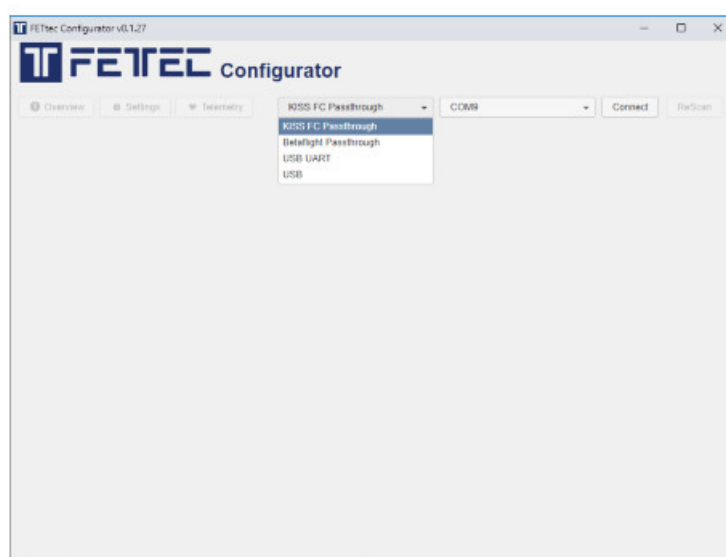 FETtec Configurator v0.1.27
FETTEC Configurator
Overview Settings Telemetry KISS FC Passthrough COM9 Connect ReScan
KISS FC Passthrough
Betaflight Passthrough
USB UART
USB